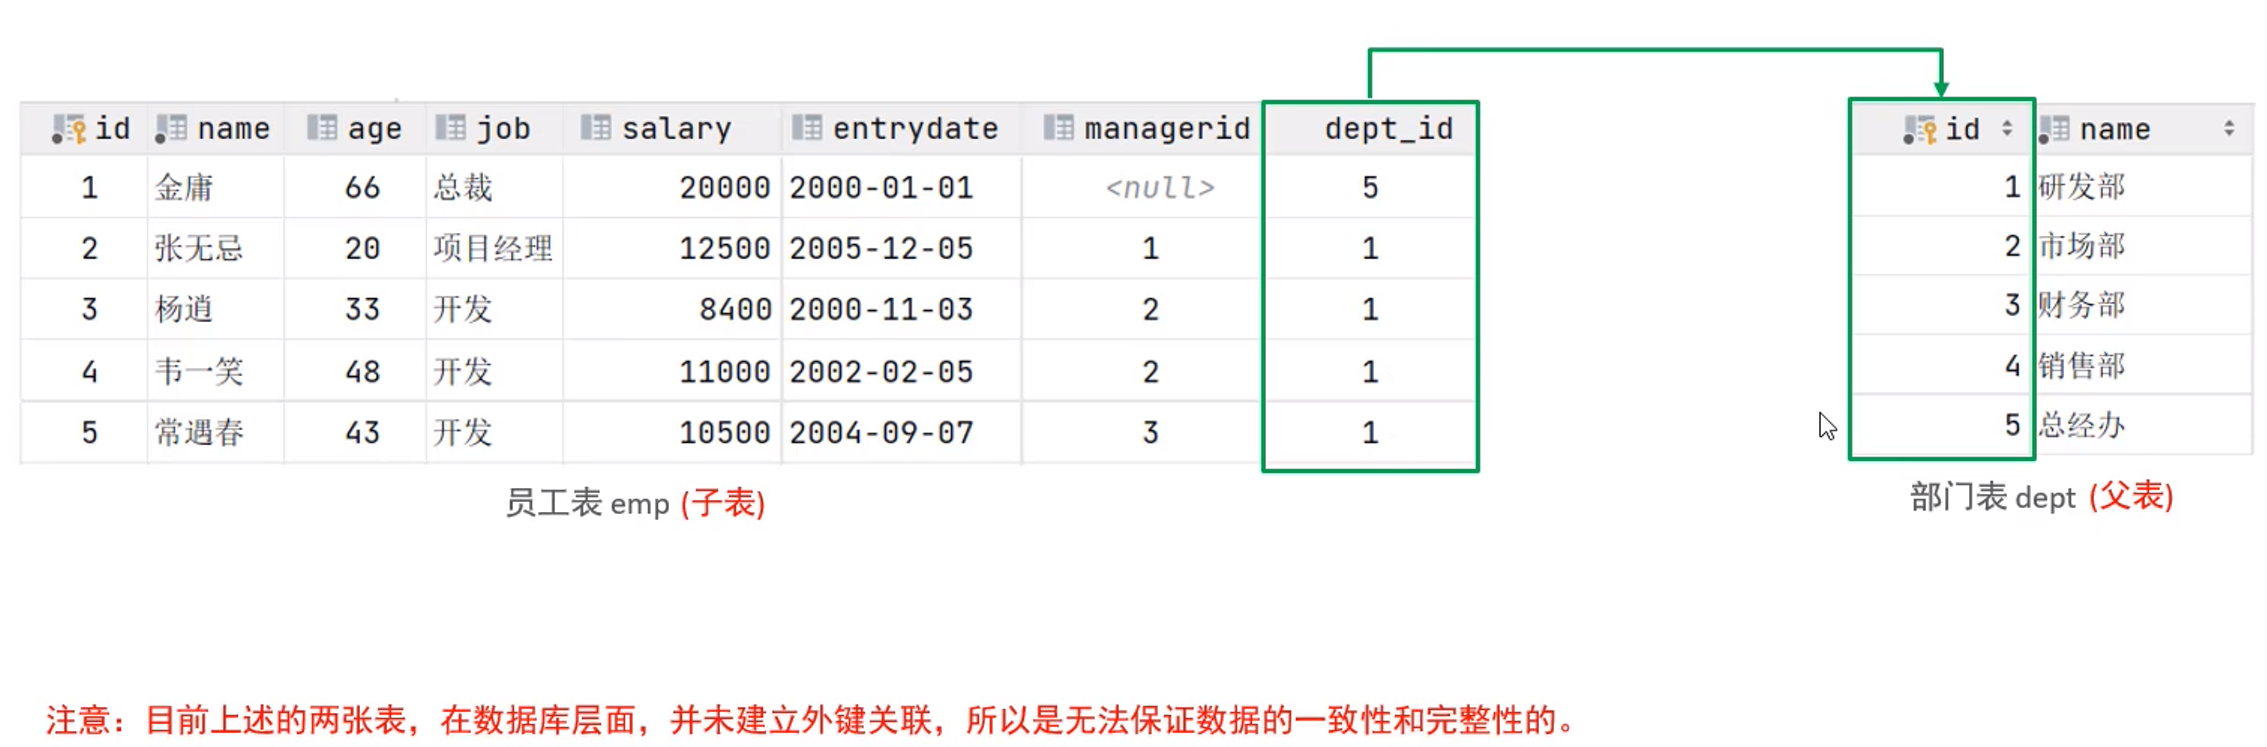 id name age job salary entrydate managerid dept_id
1 金庸 66 总裁 20000 2000-01-01 <null> 5
2 张无忌 20 项目经理 12500 2005-12-05 1 1
3 杨逍 33 开发 8400 2000-11-03 2 1
4 韦一笑 48 开发 11000 2002-02-05 2 1
5 常遇春 43 开发 10500 2004-09-07 3 1
员工表 emp (子表)
id name
1 研发部
2 市场部
3 财务部
4 销售部
5 总经办
部门表 dept (父表)
注意：目前上述的两张表，在数据库层面，并未建立外键关联，所以是无法保证数据的一致性和完整性的。